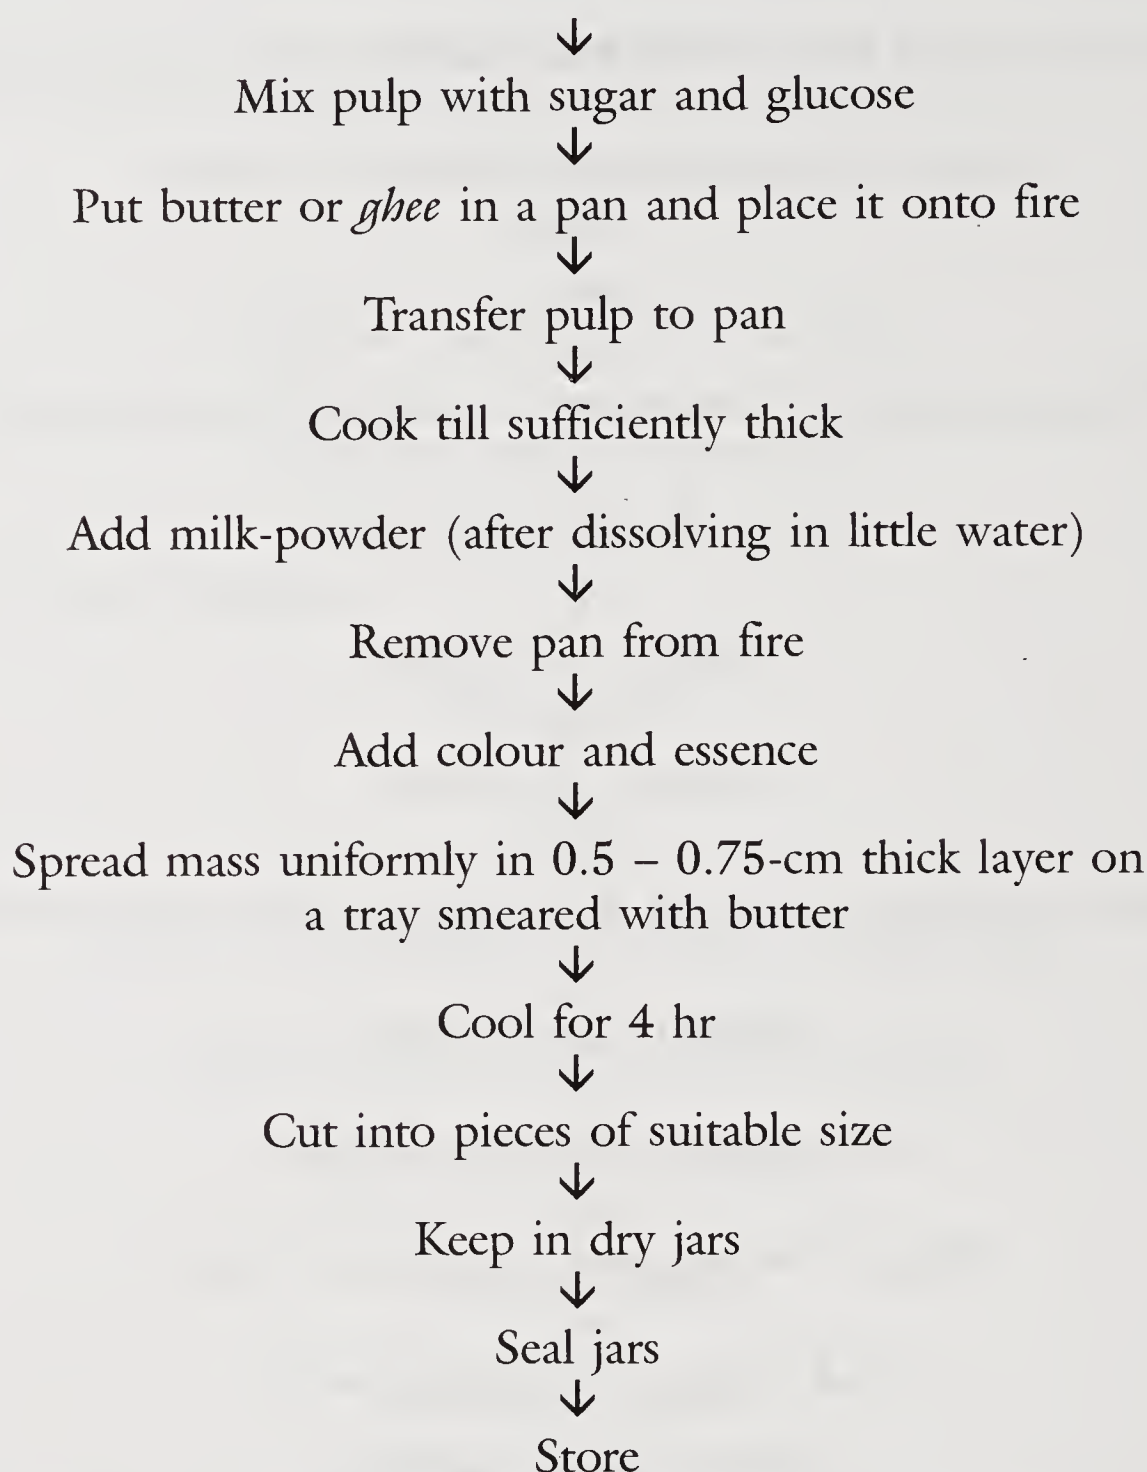 ↓
Mix pulp with sugar and glucose
↓
Put butter or ghee in a pan and place it onto fire
↓
Transfer pulp to pan
↓
Cook till sufficiently thick
↓
Add milk-powder (after dissolving in little water)
↓
Remove pan from fire
↓
Add colour and essence
↓
Spread mass uniformly in 0.5 – 0.75-cm thick layer on
a tray smeared with butter
↓
Cool for 4 hr
↓
Cut into pieces of suitable size
↓
Keep in dry jars
↓
Seal jars
↓
Store